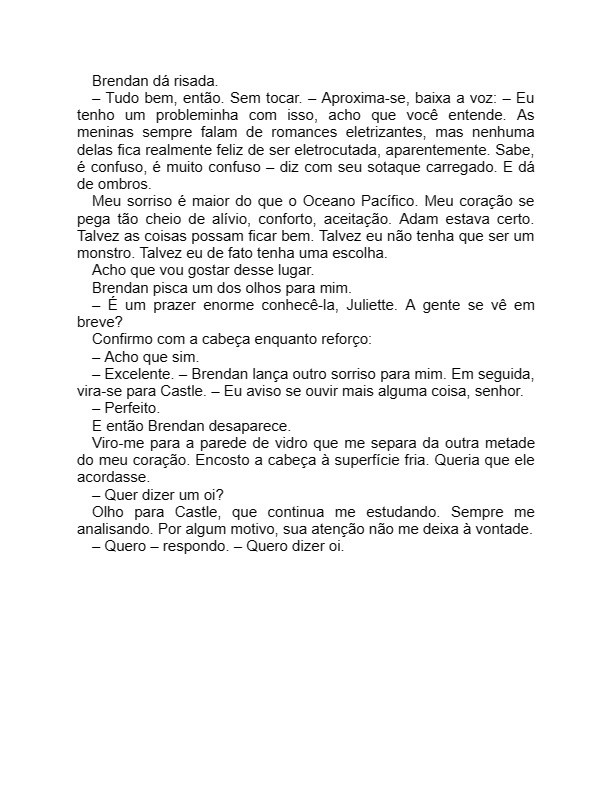 Brendan dá risada.
– Tudo bem, então. Sem tocar. – Aproxima-se, baixa a voz: – Eu
tenho um probleminha com isso, acho que você entende. As
meninas sempre falam de romances eletrizantes, mas nenhuma
delas fica realmente feliz de ser eletrocutada, aparentemente. Sabe,
é confuso, é muito confuso – diz com seu sotaque carregado. E dá
de ombros.
Meu sorriso é maior do que o Oceano Pacífico. Meu coração se
pega tão cheio de alívio, conforto, aceitação. Adam estava certo.
Talvez as coisas possam ficar bem. Talvez eu não tenha que ser um
monstro. Talvez eu de fato tenha uma escolha.
Acho que vou gostar desse lugar.
Brendan pisca um dos olhos para mim.
– É um prazer enorme conhecê-la, Juliette. A gente se vê em
breve?
Confirmo com a cabeça enquanto reforço:
– Acho que sim.
– Excelente. – Brendan lança outro sorriso para mim. Em seguida,
vira-se para Castle. – Eu aviso se ouvir mais alguma coisa, senhor.
– Perfeito.
E então Brendan desaparece.
Viro-me para a parede de vidro que me separa da outra metade
do meu coração. Encosto a cabeça à superfície fria. Queria que ele
acordasse.
– Quer dizer um oi?
Olho para Castle, que continua me estudando. Sempre me
analisando. Por algum motivo, sua atenção não me deixa à vontade.
– Quero – respondo. – Quero dizer oi.